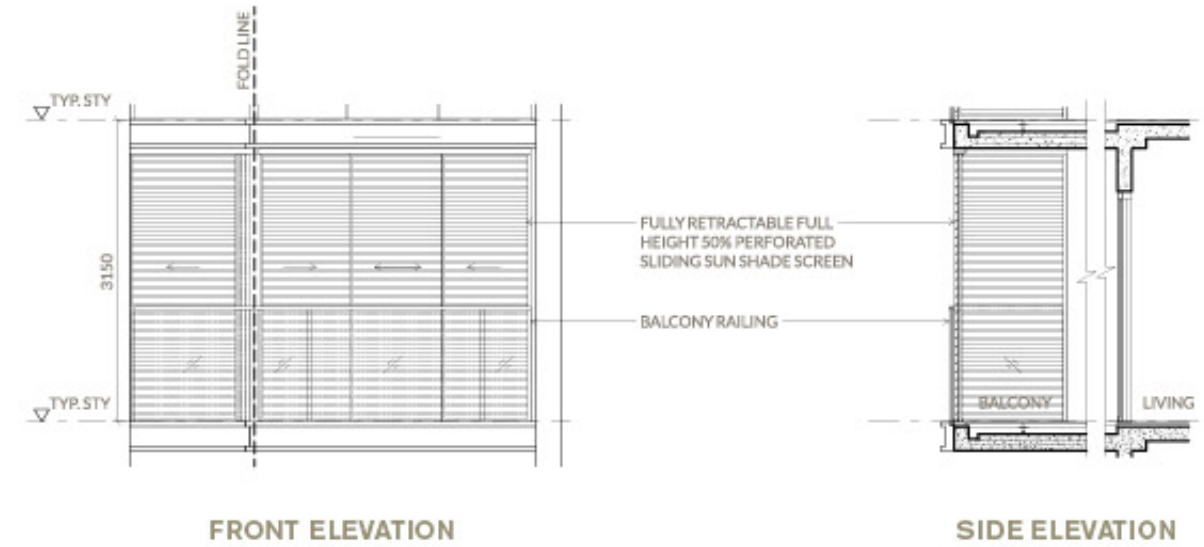 FOLD LINE
TYP. STY
3150
FULLY RETRACTABLE FULL
HEIGHT 50% PERFORATED
SLIDING SUN SHADE SCREEN
BALCONY RAILING
TYP. STY
BALCONY
LIVING
FRONT ELEVATION
SIDE ELEVATION